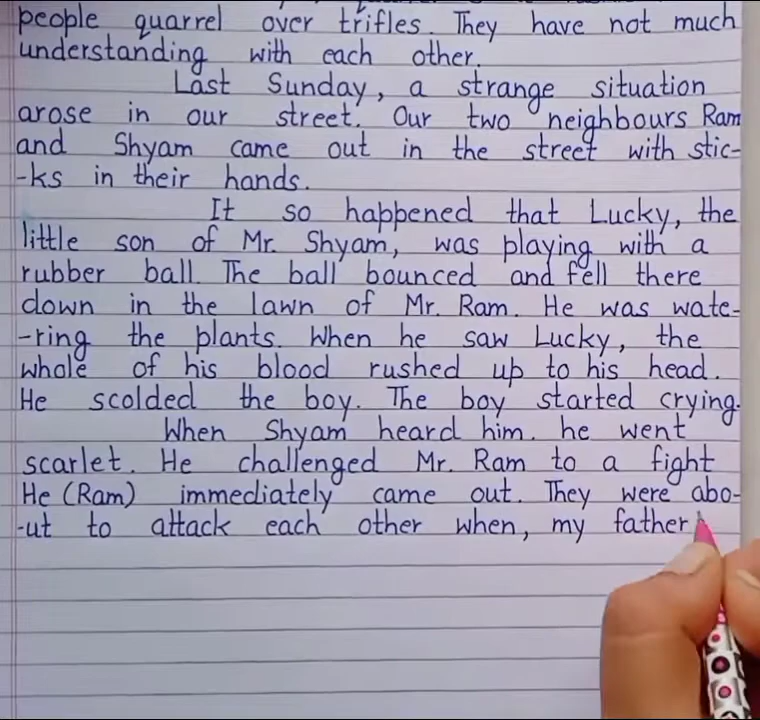 people quarrel over trifles. They have not much
understanding with each other.
Last Sunday, a strange situation
arose in our street. Our two neighbours Ram
and Shyam came out in the street with stic-
-ks in their hands.
It so happened that Lucky, the
little son of Mr. Shyam, was playing with a
rubber ball. The ball bounced and fell there
down in the lawn of Mr. Ram. He was wate-
-ring the plants. When he saw Lucky, the
whole of his blood rushed up to his head.
He scolded the boy. The boy started crying.
When Shyam heard him. he went
scarlet. He challenged Mr. Ram to a fight
He (Ram) immediately came out. They were abo-
-ut to attack each other when, my father